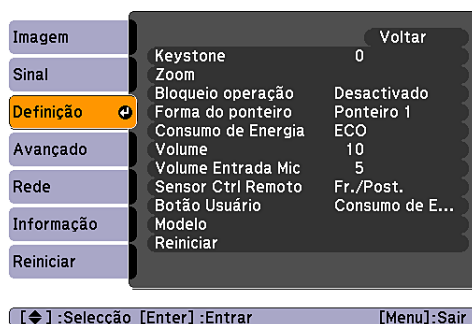 Imagem
Sinal
Definição
Avançado
Rede
Informação
Reiniciar
Voltar
Keystone 0
Zoom
Bloqueio operação Desactivado
Forma do ponteiro Ponteiro 1
Consumo de Energia ECO
Volume 10
Volume Entrada Mic 5
Sensor Ctrl Remoto Fr./Post.
Botão Usuário Consumo de E...
Modelo
Reiniciar
[◆] :Selecção [Enter] :Entrar [Menu]:Sair